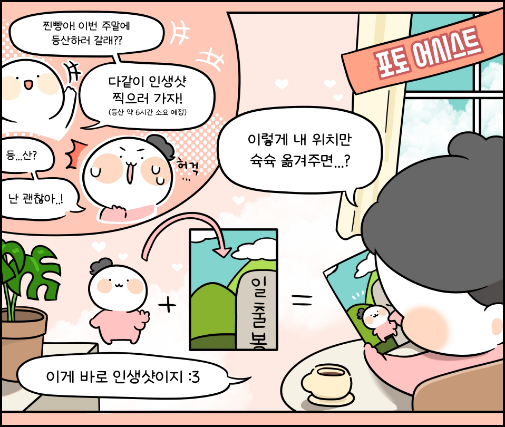 찐빵아! 이번 주말에
등산하러 갈래??
다같이 인생샷
찍으러 가자!
(등산 약 6시간 소요 예정)
등...산?
허걱
...
난 괜찮아..!
포토 어시스트
이렇게 내 위치만
슉슉 옮겨주면...?
+
일
출
봉
=
이게 바로 인생샷이지 :3